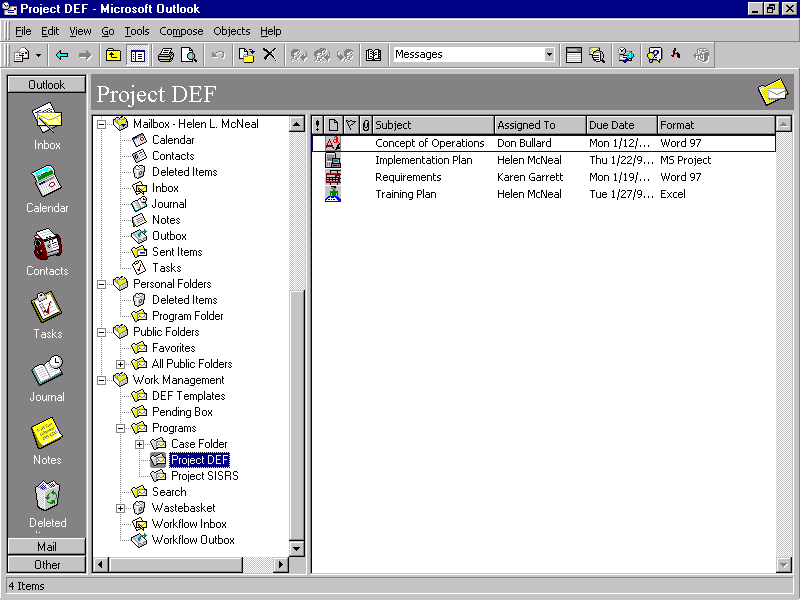 Project DEF - Microsoft Outlook
File Edit View Go Tools Compose Objects Help
Messages
Outlook
Inbox
Calendar
Contacts
Tasks
Journal
Notes
Deleted
Mail
Other
Project DEF
Mailbox - Helen L. McNeal
Calendar
Contacts
Deleted Items
Inbox
Journal
Notes
Outbox
Sent Items
Tasks
Personal Folders
Deleted Items
Program Folder
Public Folders
Favorites
All Public Folders
Work Management
DEF Templates
Pending Box
Programs
Case Folder
Project DEF
Project SISRS
Search
Wastebasket
Workflow Inbox
Workflow Outbox
! Subject Assigned To Due Date Format
Concept of Operations Don Bullard Mon 1/12/... Word 97
Implementation Plan Helen McNeal Thu 1/22/9... MS Project
Requirements Karen Garrett Mon 1/19/... Word 97
Training Plan Helen McNeal Tue 1/27/9... Excel
4 Items